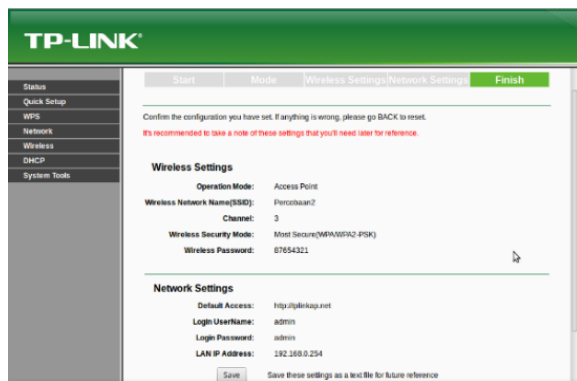 TP-LINK®
Start Mode Wireless Settings Network Settings Finish
Status
Quick Setup
WPS
Network
Wireless
DHCP
System Tools
Confirm the configuration you have set. If anything is wrong, please go BACK to reset.
It's recommended to take a note of these settings that you'll need later for reference.
Wireless Settings
Operation Mode: Access Point
Wireless Network Name(SSID): Percobaan2
Channel: 3
Wireless Security Mode: Most Secure(WPA/WPA2-PSK)
Wireless Password: 87654321
Network Settings
Default Access: http://tplinkap.net
Login UserName: admin
Login Password: admin
LAN IP Address: 192.168.0.254
Save Save these settings as a text file for future reference